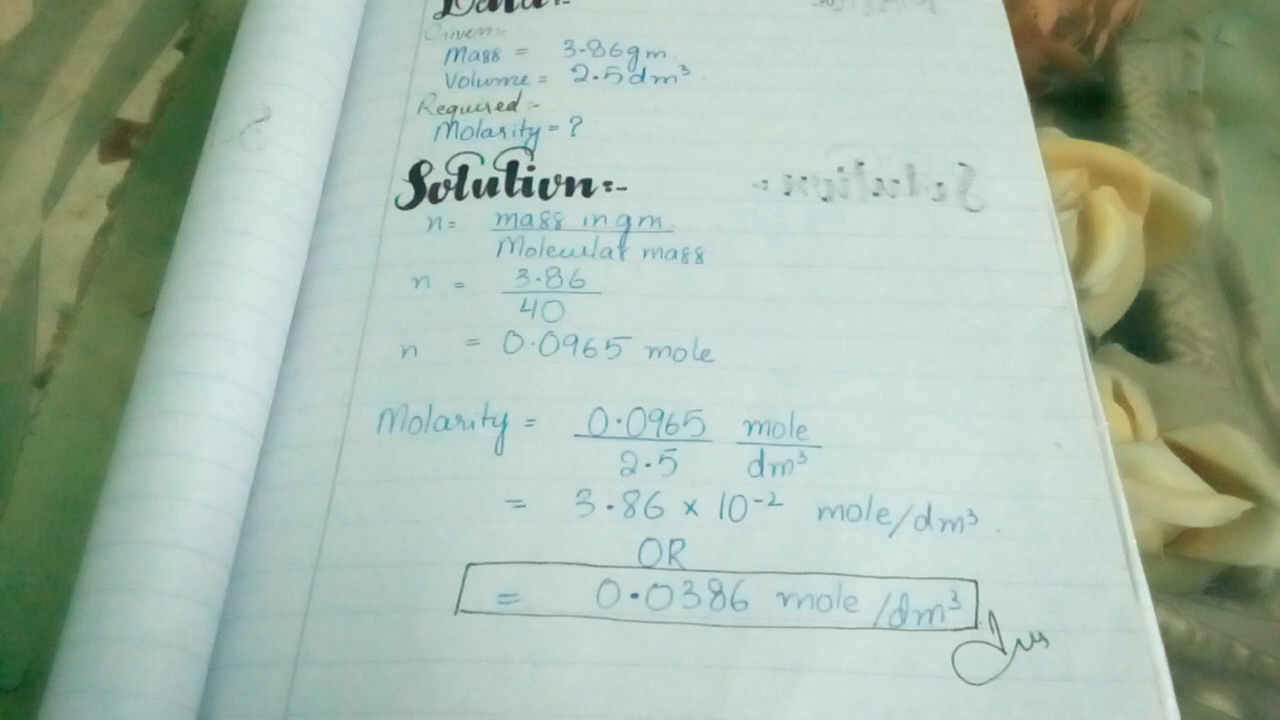 Data:-
Given:-
Mass = 3.86gm.
Volume = 2.5dm³
Required:-
Molarity = ?
Solution:-
n = mass in gm.
Molecular mass
n = 3.86
40
n = 0.0965 mole
Molarity = 0.0965 mole
2.5 dm³
= 3.86 × 10⁻² mole/dm³.
OR
= 0.0386 mole/dm³